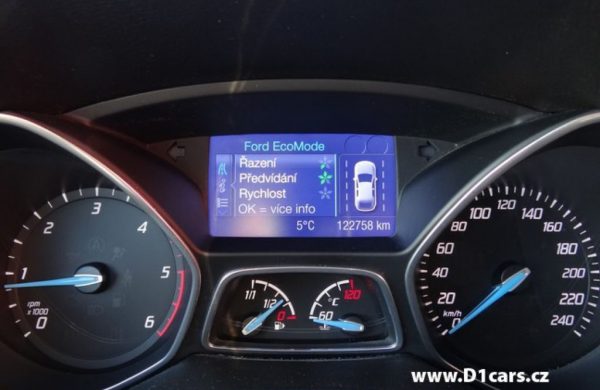 Ford EcoMode
Řazení
Předvídání
Rychlost
OK = více info
5°C 122758 km
0
1
2
3
4
5
6
rpm
x 1000
1/1
1/2
0
°C
60
120
0
20
40
60
80
100
120
140
160
180
200
220
240
km/h
www.D1cars.cz